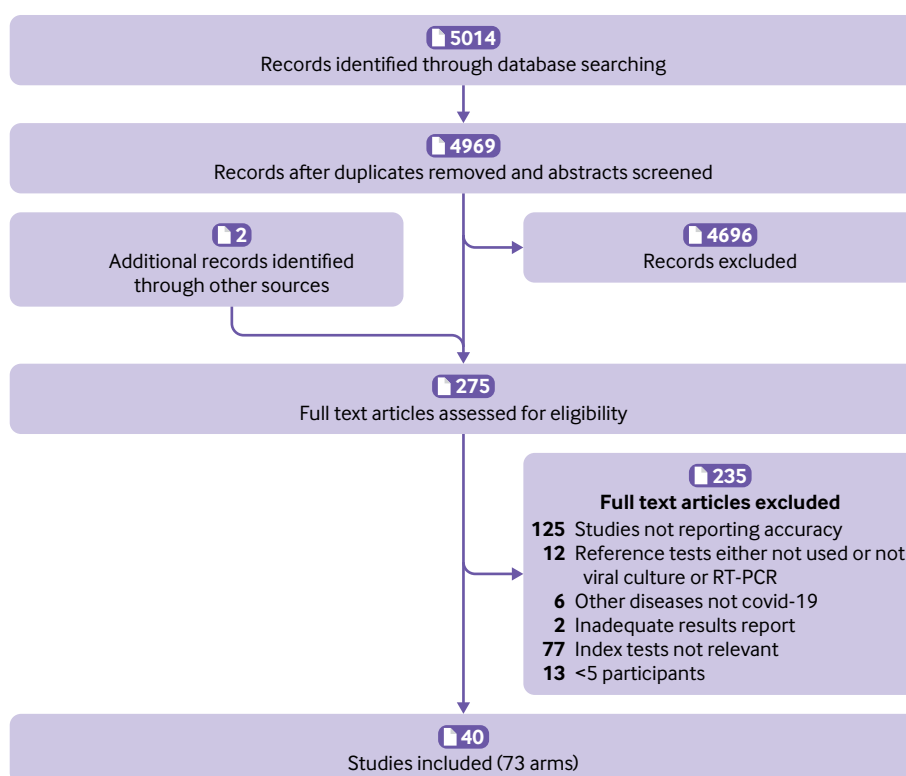 5014
Records identified through database searching
4969
Records after duplicates removed and abstracts screened
2
Additional records identified
through other sources
4696
Records excluded
275
Full text articles assessed for eligibility
235
Full text articles excluded
125 Studies not reporting accuracy
12 Reference tests either not used or not
viral culture or RT-PCR
6 Other diseases not covid-19
2 Inadequate results report
77 Index tests not relevant
13 <5 participants
40
Studies included (73 arms)